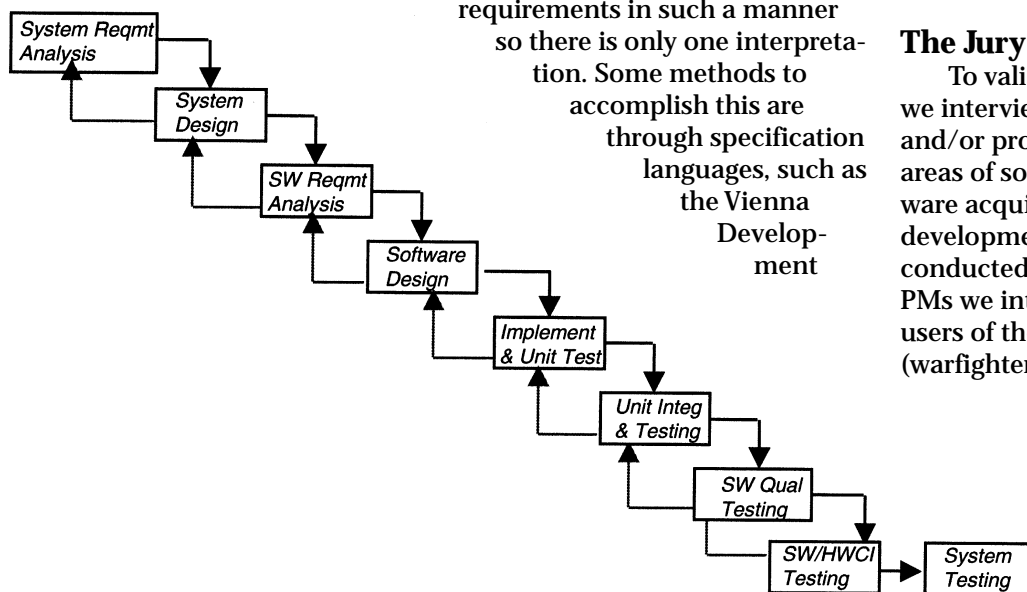 requirements in such a manner
so there is only one interpreta-
tion. Some methods to
accomplish this are
through specification
languages, such as
the Vienna
Develop-
ment
The Jury
To vali
we intervie
and/or pro
areas of so
ware acqui
developme
conducted
PMs we int
users of th
(warfighter
System Reqmt
Analysis
System
Design
SW Reqmt
Analysis
Software
Design
Implement
& Unit Test
Unit Integ
& Testing
SW Qual
Testing
SW/HWCI
Testing
System
Testing